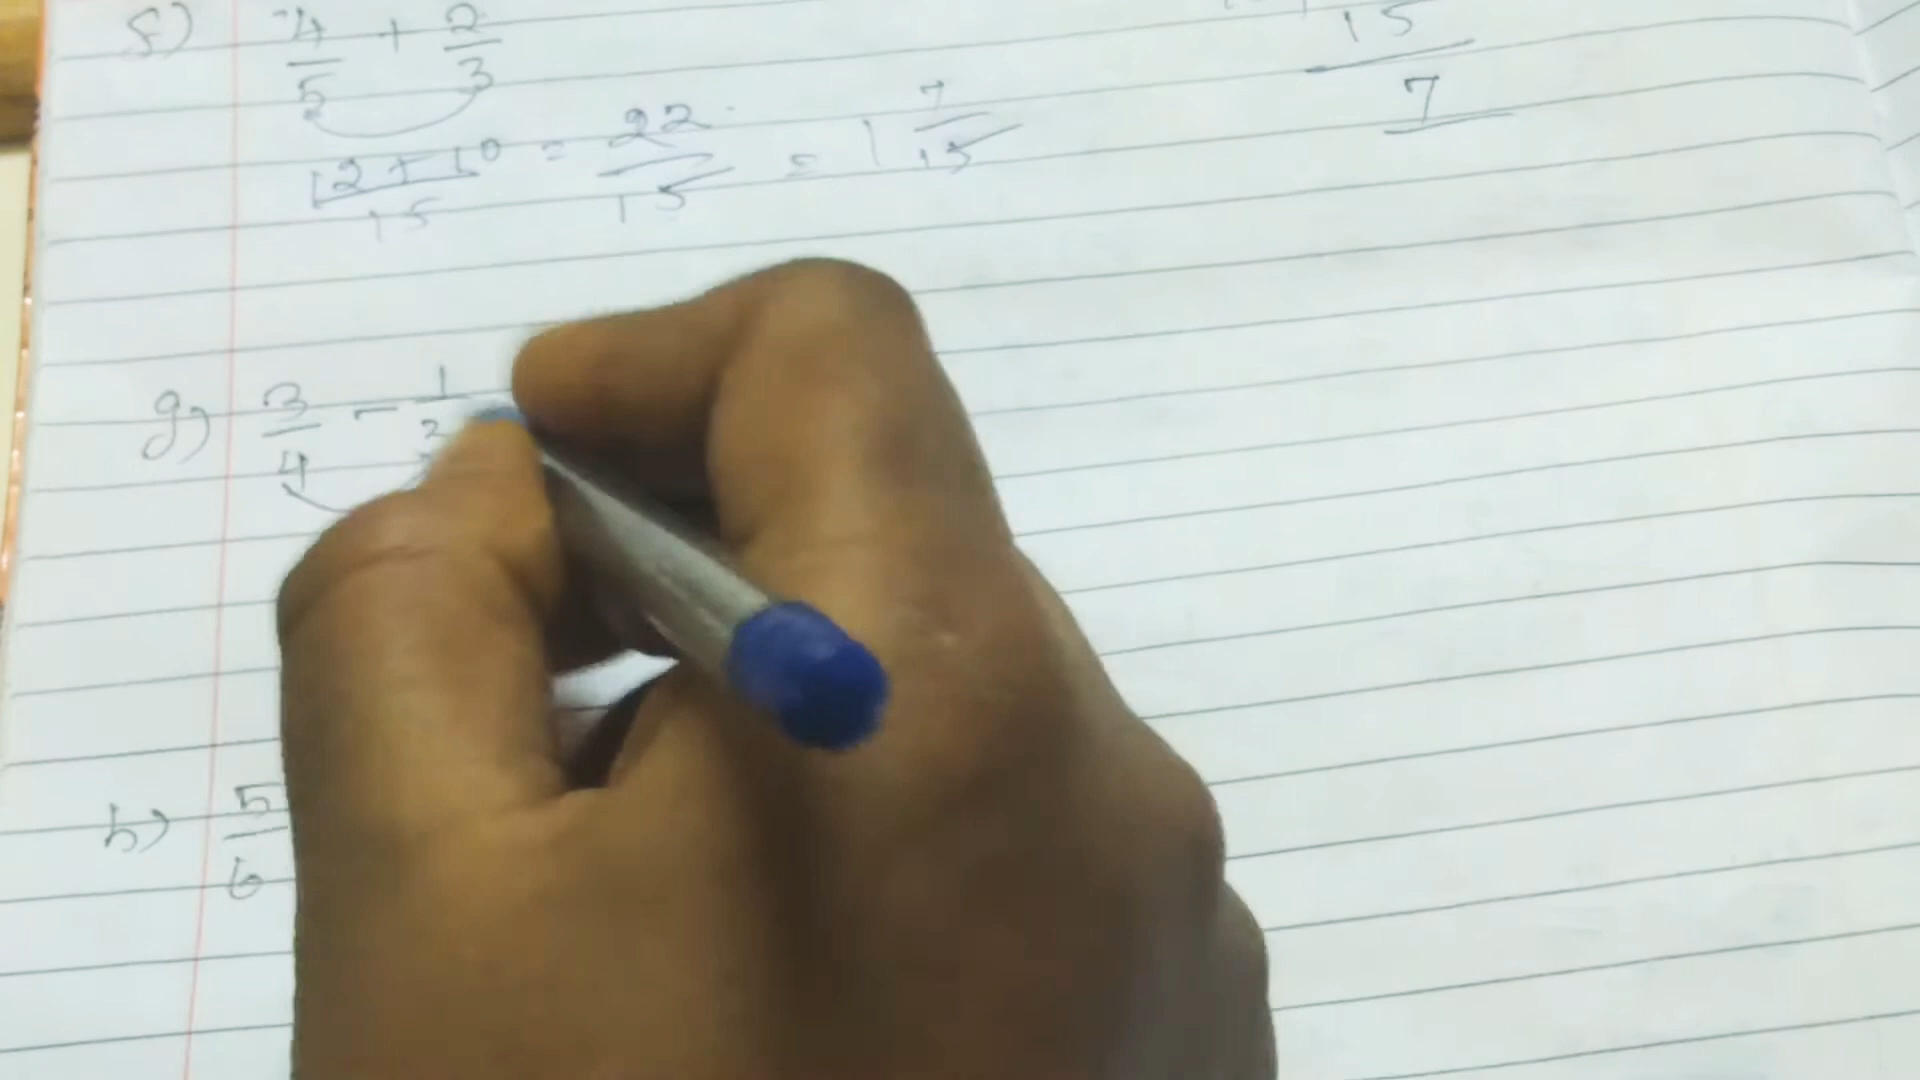 f) 4/5 + 2/3
12+10/15 = 22/15 = 1 7/15
15
7
g) 3/4 - 1/
h) 5/6